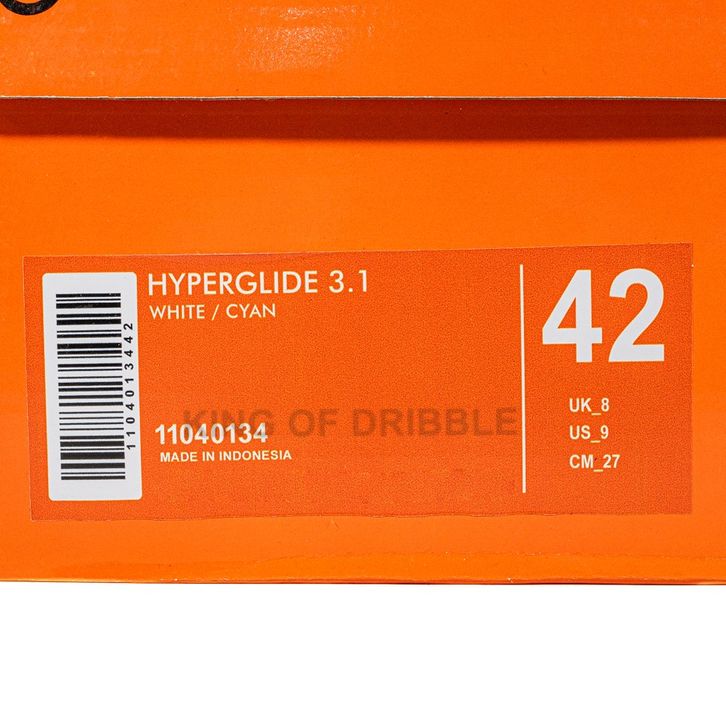 HYPERGLIDE 3.1
WHITE / CYAN
1104013442
KING OF DRIBBLE
11040134
MADE IN INDONESIA
42
UK_8
US_9
CM_27